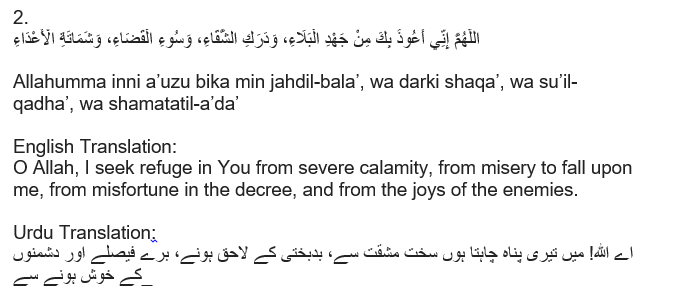 2.
اللَّهُمَّ إِنِّي أَعُوذُ بِكَ مِنْ جَهْدِ الْبَلَاءِ، وَدَرَكِ الشَّقَاءِ، وَسُوءِ الْقَضَاءِ، وَشَمَاتَةِ الْأَعْدَاءِ
Allahumma inni a’uzu bika min jahdil-bala’, wa darki shaqa’, wa su’il-
qadha’, wa shamatatil-a’da’
English Translation:
O Allah, I seek refuge in You from severe calamity, from misery to fall upon
me, from misfortune in the decree, and from the joys of the enemies.
Urdu Translation:
اے اللہ! میں تیری پناہ چاہتا ہوں سخت مشقت سے، بدبختی کے لاحق ہونے، برے فیصلے اور دشمنوں
کے خوش ہونے سے_